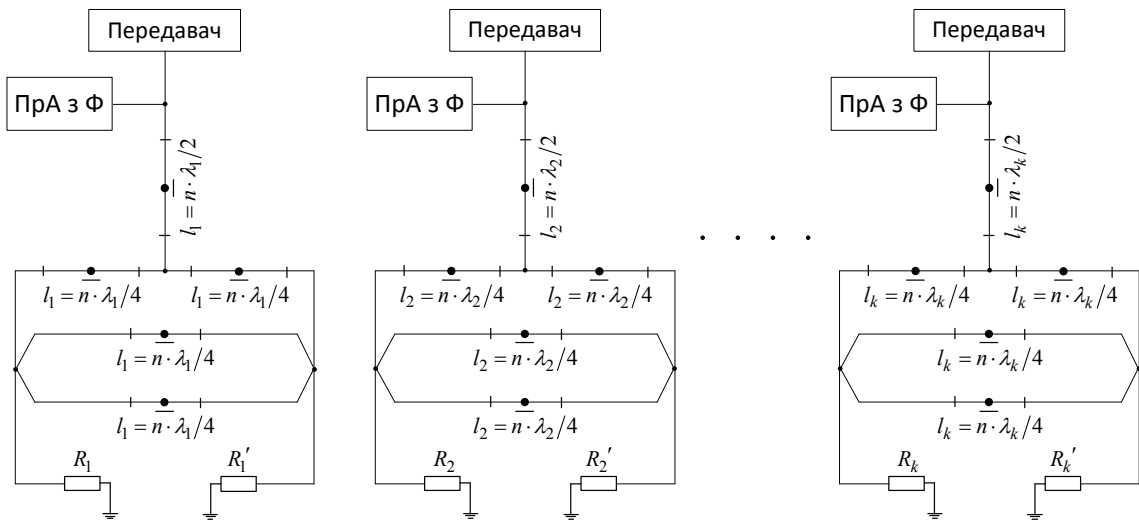 Передавач Передавач Передавач
ПрА з Ф ПрА з Ф ПрА з Ф
l₁ = n̅·λ₁/2 l₂ = n̅·λ₂/2 lₖ = n̅·λₖ/2
. . . .
l₁ = n̅·λ₁/4 l₁ = n̅·λ₁/4 l₂ = n̅·λ₂/4 l₂ = n̅·λ₂/4 lₖ = n̅·λₖ/4 lₖ = n̅·λₖ/4
l₁ = n̅·λ₁/4 l₂ = n̅·λ₂/4 lₖ = n̅·λₖ/4
l₁ = n̅·λ₁/4 l₂ = n̅·λ₂/4 lₖ = n̅·λₖ/4
R₁ R₁′ R₂ R₂′ Rₖ Rₖ′